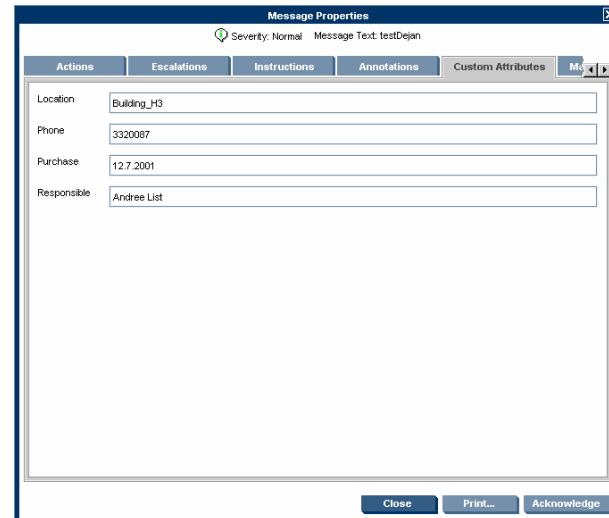 Message Properties
Severity: Normal Message Text: testDejan
Actions Escalations Instructions Annotations Custom Attributes
Location Building_H3
Phone 3320087
Purchase 12.7.2001
Responsible Andree List
Close Print... Acknowledge